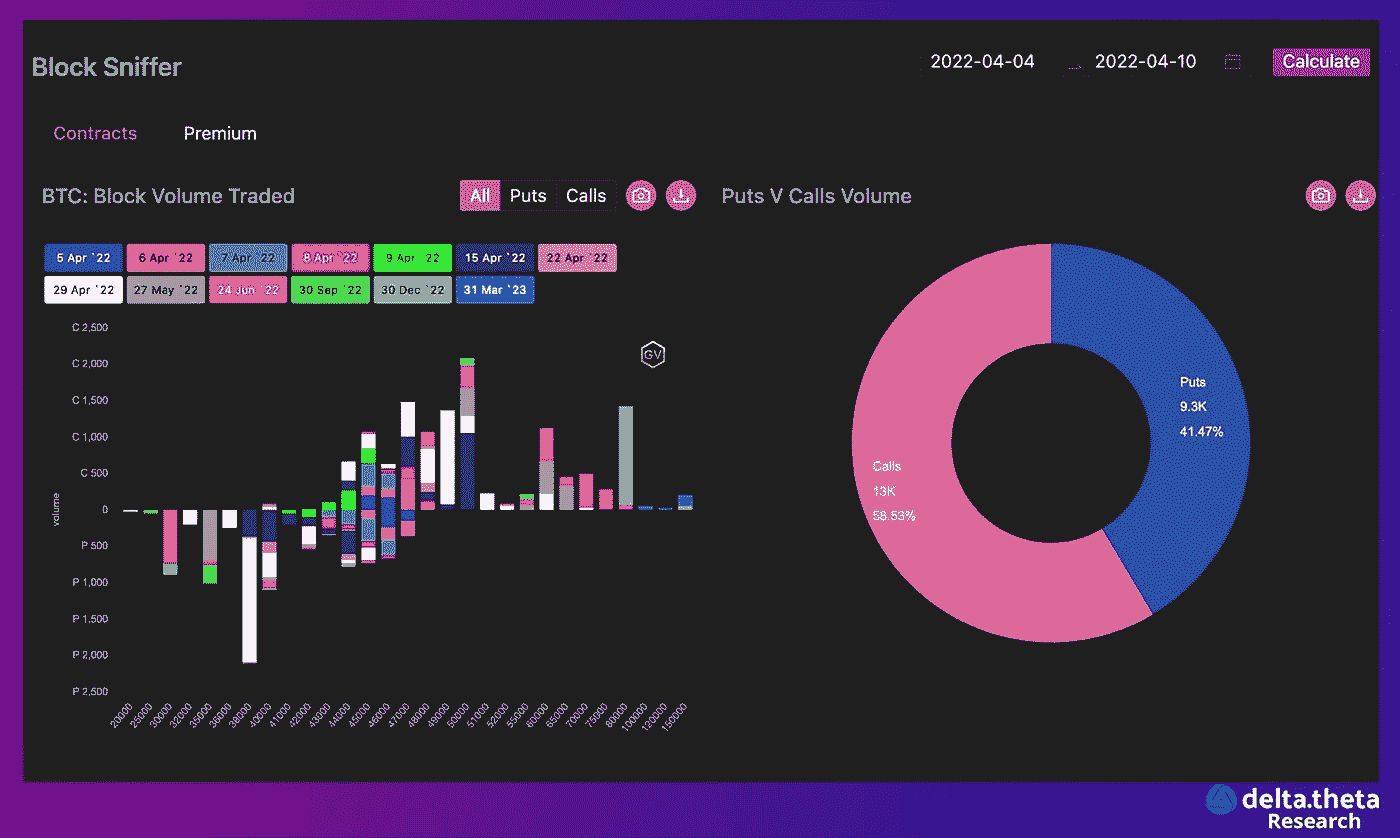 Block Sniffer
2022-04-04 → 2022-04-10
Calculate
Contracts Premium
BTC: Block Volume Traded
All Puts Calls
Puts V Calls Volume
5 Apr `22 6 Apr `22 7 Apr `22 8 Apr `22 9 Apr `22 15 Apr `22 22 Apr `22
29 Apr `22 27 May `22 24 Jun `22 30 Sep `22 30 Dec `22 31 Mar `23
C 2,500
C 2,000
C 1,500
C 1,000
C 500
0
P 500
P 1,000
P 1,500
P 2,000
P 2,500
volume
GV
20000 25000 30000 32000 35000 36000 38000 40000 41000 42000 43000 44000 45000 46000 47000 48000 49000 50000 51000 52000 55000 60000 65000 70000 75000 80000 100000 120000 150000
Puts
9.3K
41.47%
Calls
13K
58.53%
delta.theta
Research